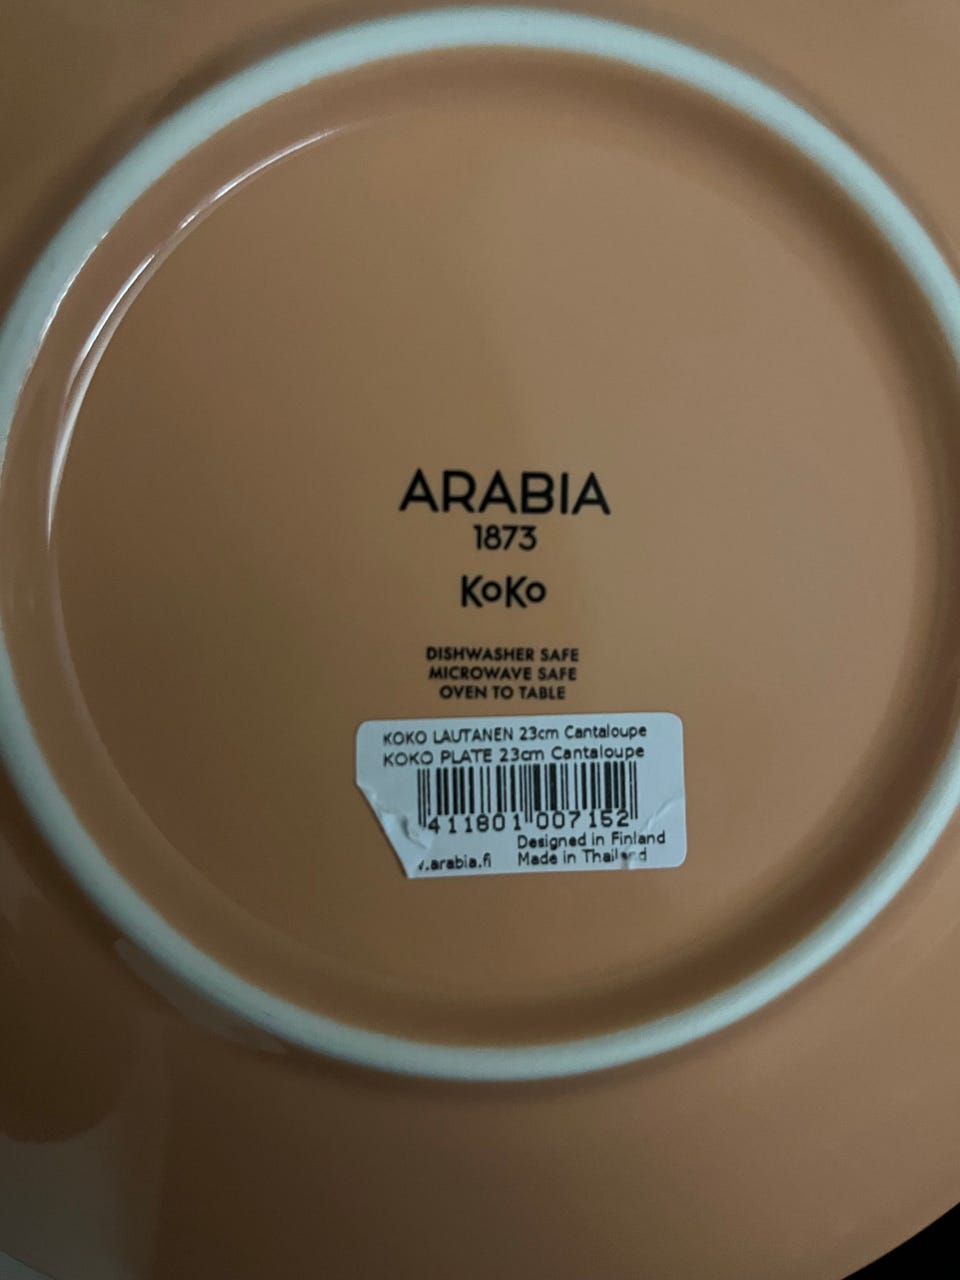 ARABIA
1873
KoKo
DISHWASHER SAFE
MICROWAVE SAFE
OVEN TO TABLE
KOKO LAUTANEN 23cm Cantaloupe
KOKO PLATE 23cm Cantaloupe
411801 007152
Designed in Finland
.arabia.fi Made in